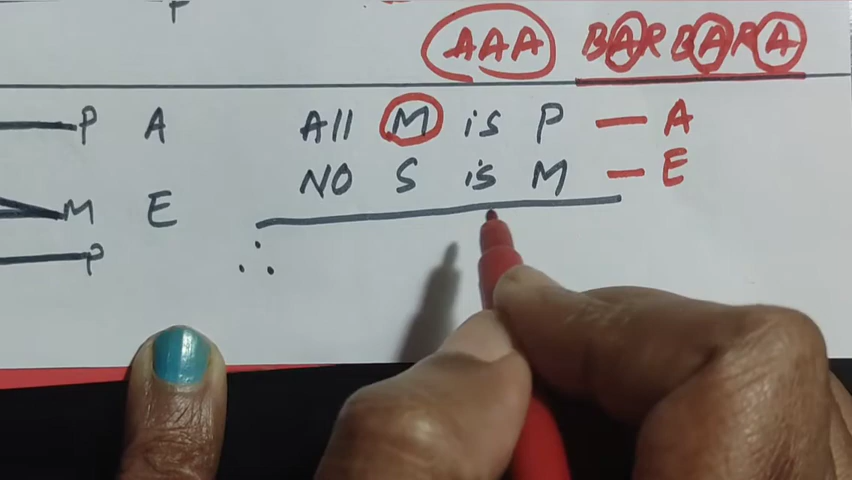 P
AAA BARBARA
P A All M is P — A
M E NO S is M — E
P ∴